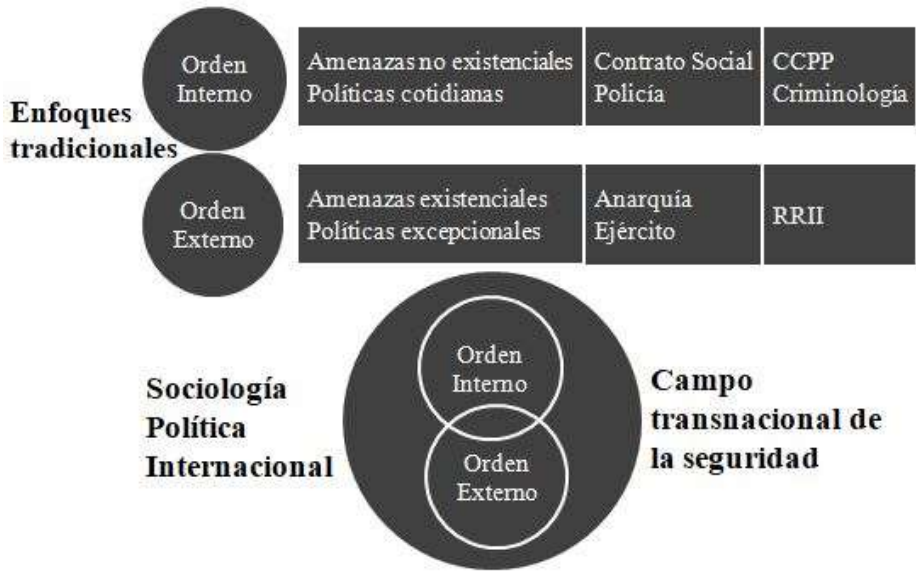 Enfoques
tradicionales
Orden
Interno
Amenazas no existenciales
Políticas cotidianas
Contrato Social
Policía
CCPP
Criminología
Orden
Externo
Amenazas existenciales
Políticas excepcionales
Anarquía
Ejército
RRII
Sociología
Política
Internacional
Orden
Interno
Orden
Externo
Campo
transnacional de
la seguridad